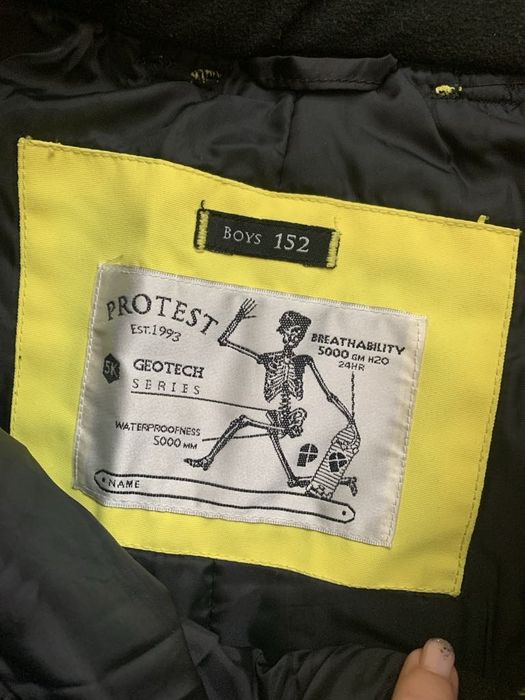 BOYS 152
PROTEST
EST.1993
5K
GEOTECH
SERIES
BREATHABILITY
5000 GM H2O
24HR
WATERPROOFNESS
5000 MM
NAME